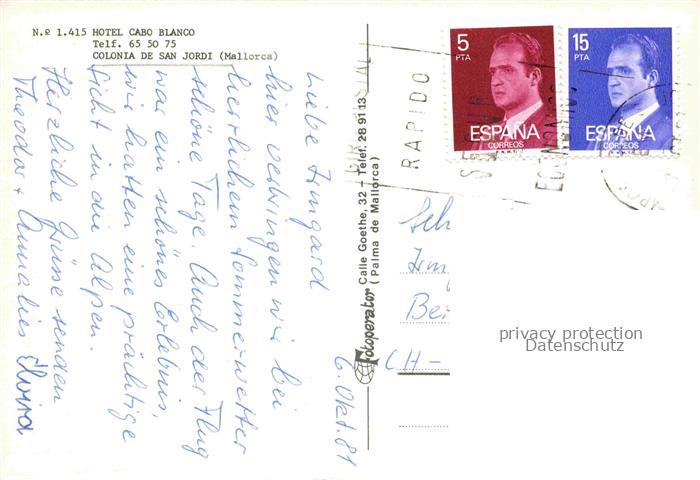 N.º 1.415 HOTEL CABO BLANCO
Telf. 65 50 75
COLONIA DE SAN JORDI (Mallorca)
6. Okt. 81
Liebe Irmgard
hier verbringen wir bei
herrlichem Sommerwetter
schöne Tage. Auch der Flug
war ein schönes Erlebnis,
wir hatten eine prächtige
Sicht in die Alpen.
Herzliche Grüsse senden
Theodor + Annalies Elvira
Fotoperator Calle Goethe, 32 – Telef. 28 91 13
(Palma de Mallorca)
5
PTA
ESPAÑA
CORREOS
15
PTA
ESPAÑA
CORREOS
RAPIDO
CH –
privacy protection
Datenschutz